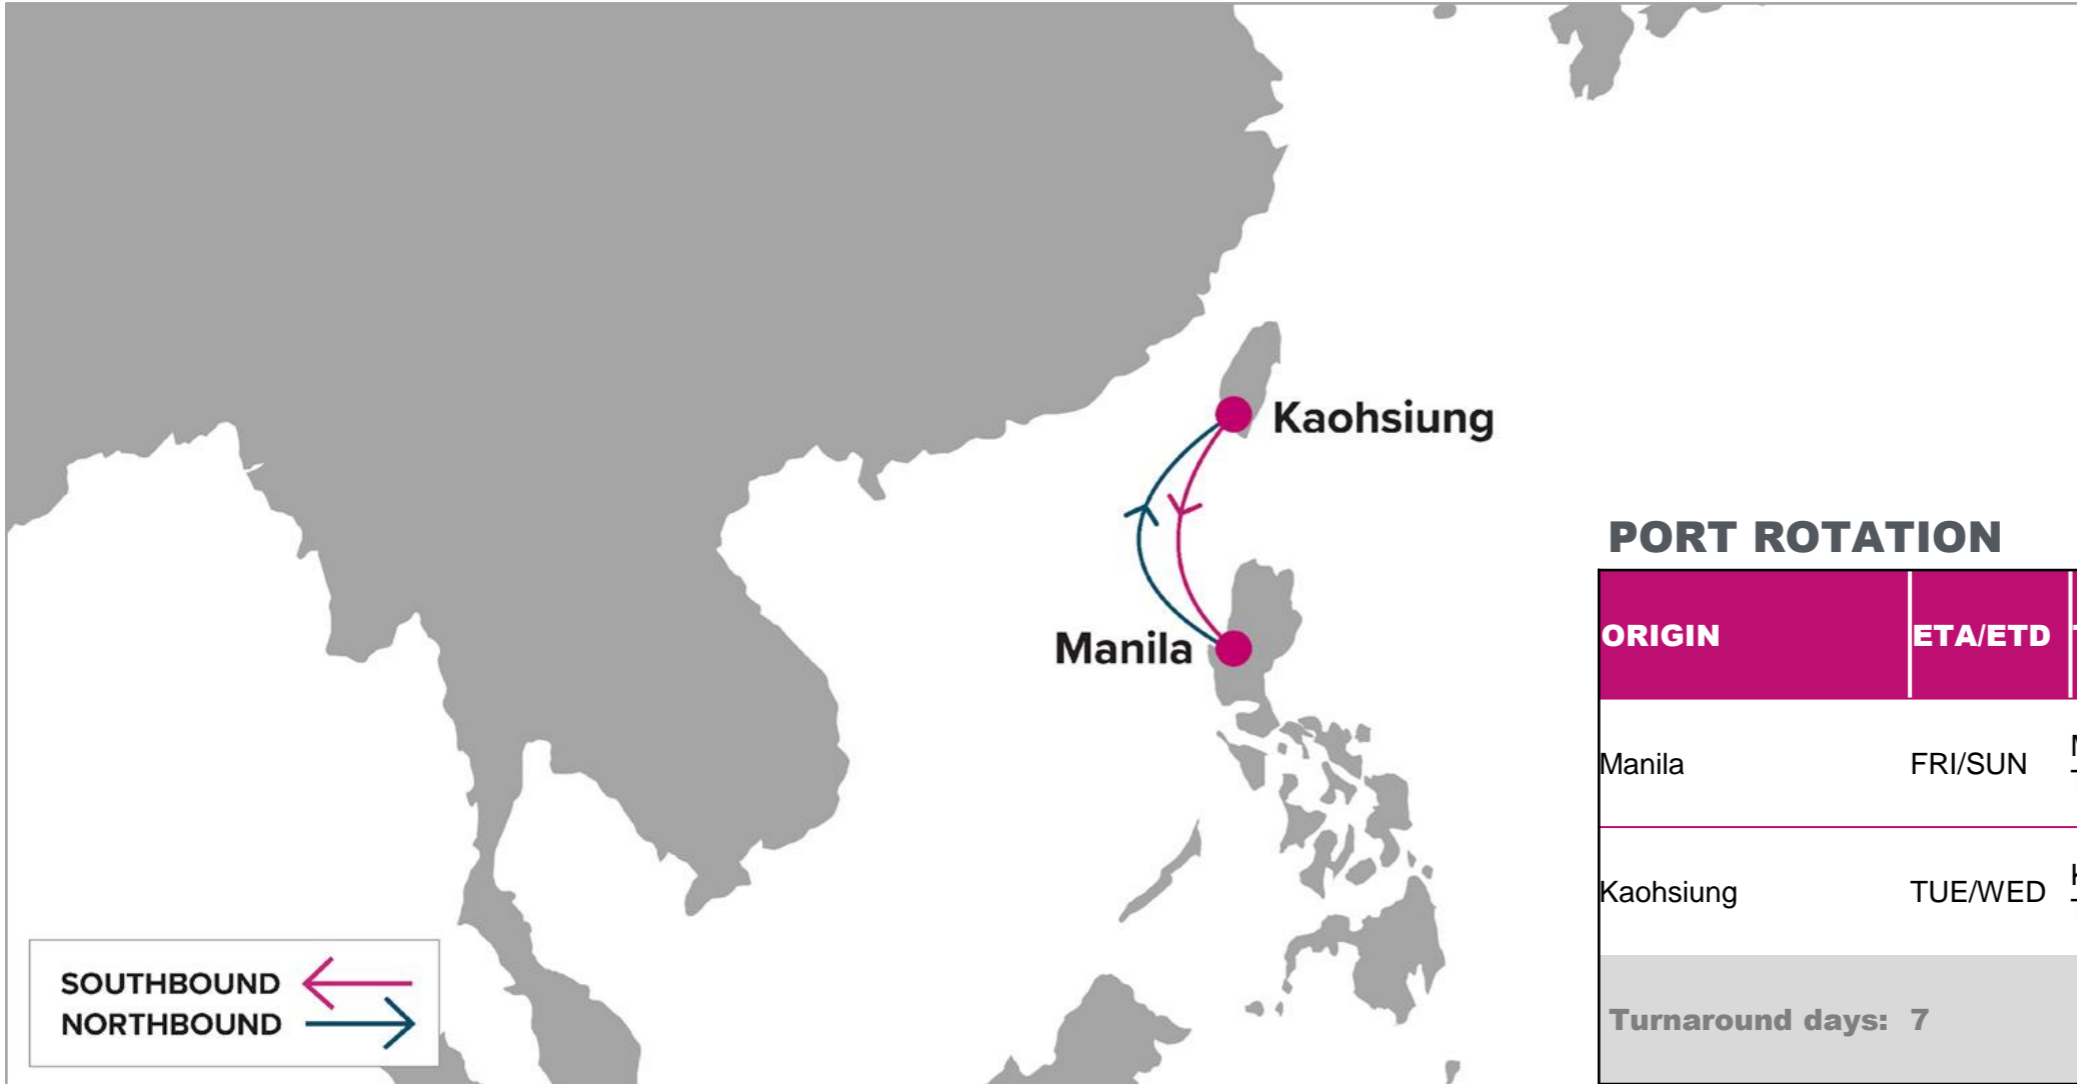 Kaohsiung
Manila
SOUTHBOUND
NORTHBOUND
PORT ROTATION
ORIGIN ETA/ETD
Manila FRI/SUN
Kaohsiung TUE/WED
Turnaround days: 7